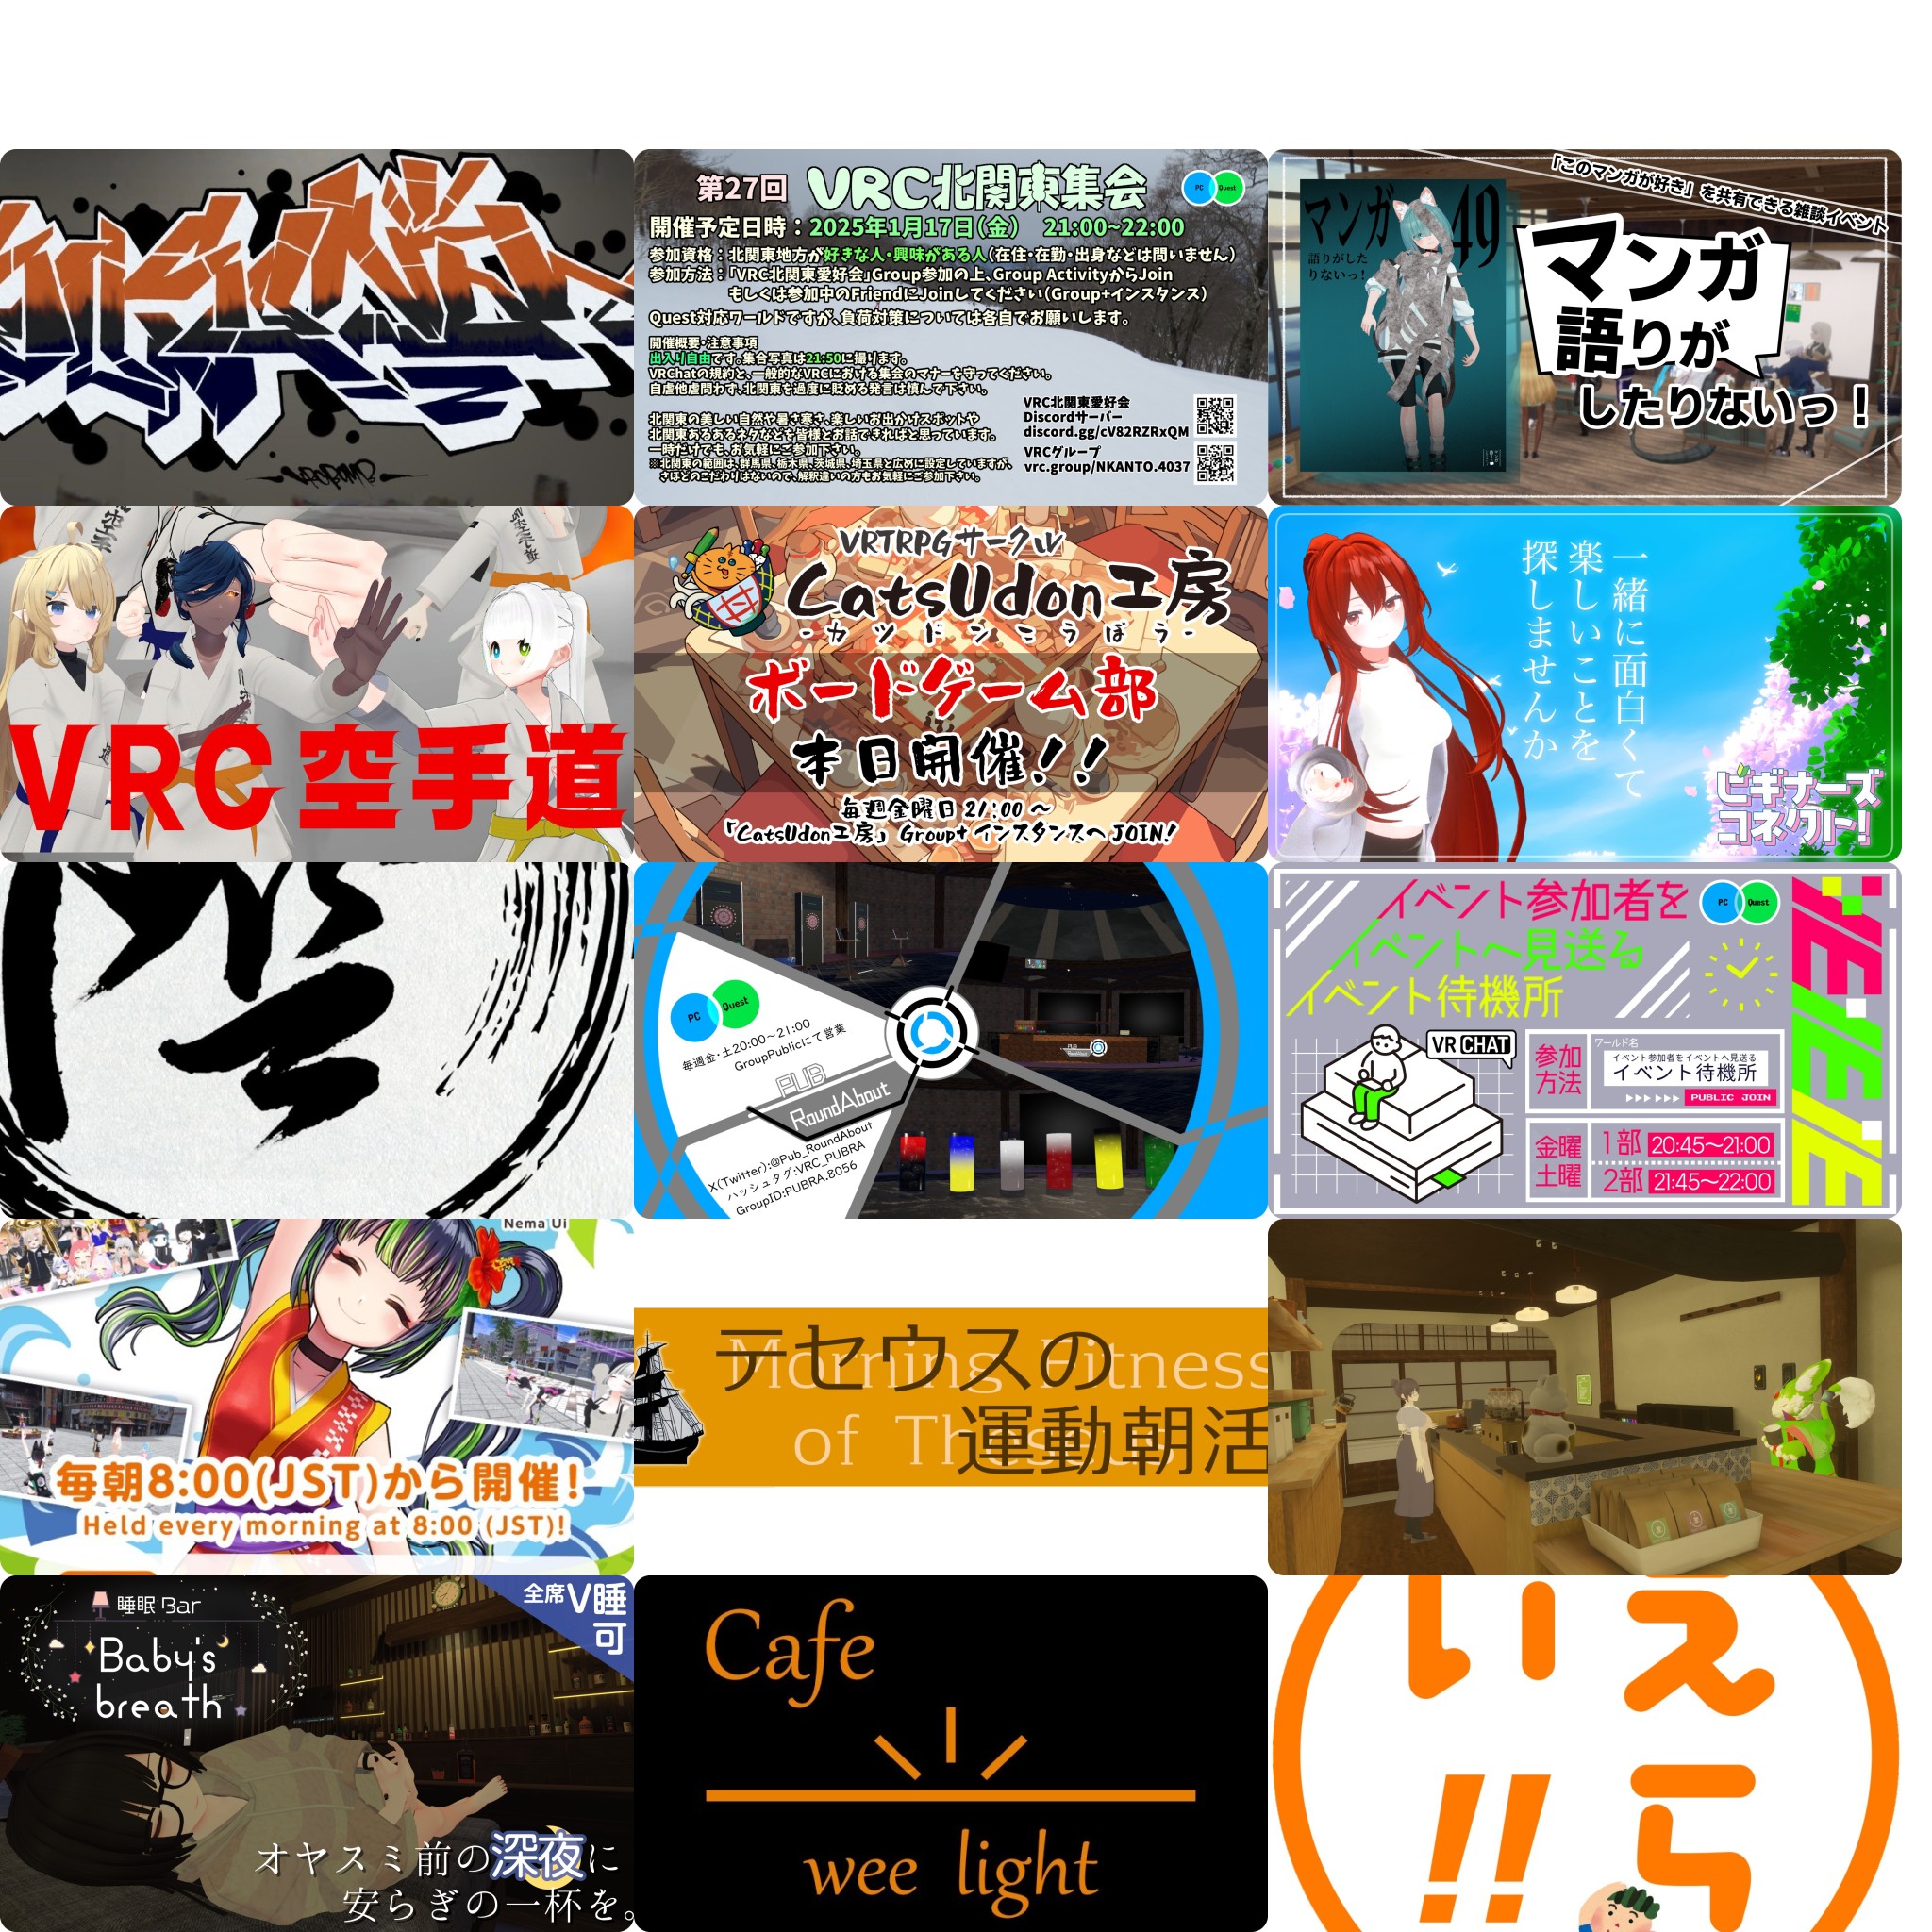 第27回 VRC北関東集会
PC Quest
開催予定日時：2025年1月17日（金） 21:00~22:00
参加資格：北関東地方が好きな人・興味がある人（在住・在勤・出身などは問いません）
参加方法：「VRC北関東愛好会」Group参加の上、Group ActivityからJoin
もしくは参加中のFriendにJoinしてください（Group+インスタンス）
Quest対応ワールドですが、負荷対策については各自でお願いします。
開催概要・注意事項
出入り自由です。集合写真は21:50に撮ります。
VRChatの規約と、一般的なVRCにおける集会のマナーを守ってください。
自虐他虐問わず、北関東を過度に貶める発言は慎んで下さい。
北関東の美しい自然や暑さ寒さ、楽しいお出かけスポットや
北関東あるあるネタなどを皆様とお話できればと思っています。
一時だけでも、お気軽にご参加下さい。
※北関東の範囲は、群馬県、栃木県、茨城県、埼玉県と広めに設定していますが、
さほどのこだわりはないので、解釈違いの方もお気軽にご参加下さい。
VRC北関東愛好会
Discordサーバー
discord.gg/cV82RZRxQM
VRCグループ
vrc.group/NKANTO.4037
「このマンガが好き」を共有できる雑談イベント
マンガ 49
語りがした
りないっ！
マンガ
語りが
したりないっ！
VRC空手道
VRTRPGサークル
CatsUdon工房
-カツドンこうぼう-
ボードゲーム部
本日開催!!
毎週金曜日 21:00 〜
「CatsUdon工房」 Group+ インスタンスへ JOIN!
一緒に面白くて
楽しいことを
探しませんか
ビギナーズ
コネクト!
PC Quest
毎週金・土20:00~21:00
GroupPublicにて営業
PUB
RoundAbout
X(Twitter):@Pub_RoundAbout
ハッシュタグ:VRC_PUBRA
GroupID:PUBRA.8056
イベント参加者を
イベントへ見送る
イベント待機所
PC Quest
VRCHAT
参加
方法
ワールド名
イベント参加者をイベントへ見送る
イベント待機所
PUBLIC JOIN
金曜
土曜
1部 20:45~21:00
2部 21:45~22:00
Nema Ui
毎朝8:00(JST)から開催!
Held every morning at 8:00 (JST)!
テセウスの
運動朝活
Morning Fitness
of Theseus
睡眠Bar
Baby's
breath
全席V睡
可
オヤスミ前の深夜に
安らぎの一杯を。
Cafe
wee light
えら
い!!